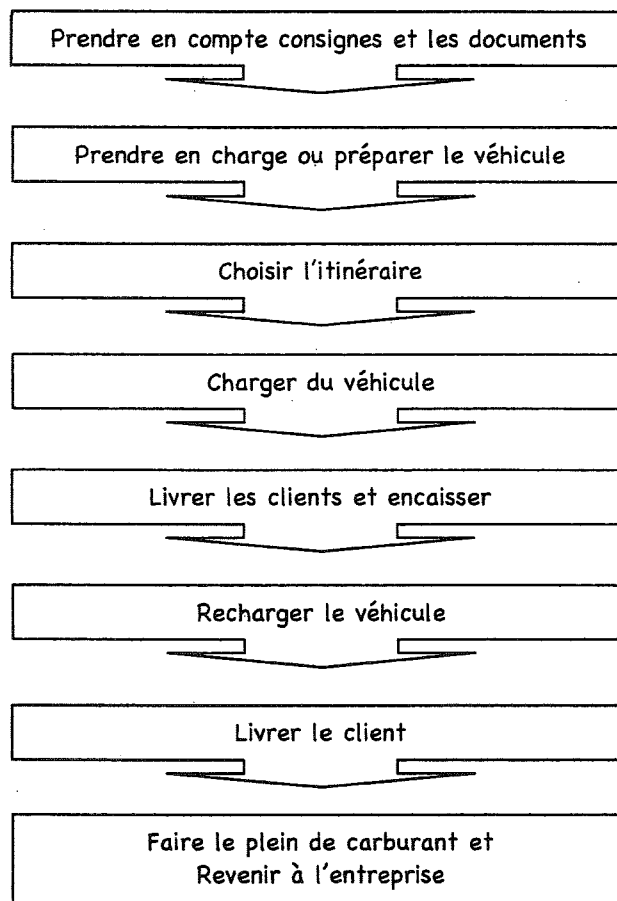 Prendre en compte consignes et les documents
Prendre en charge ou préparer le véhicule
Choisir l'itinéraire
Charger du véhicule
Livrer les clients et encaisser
Recharger le véhicule
Livrer le client
Faire le plein de carburant et
Revenir à l'entreprise